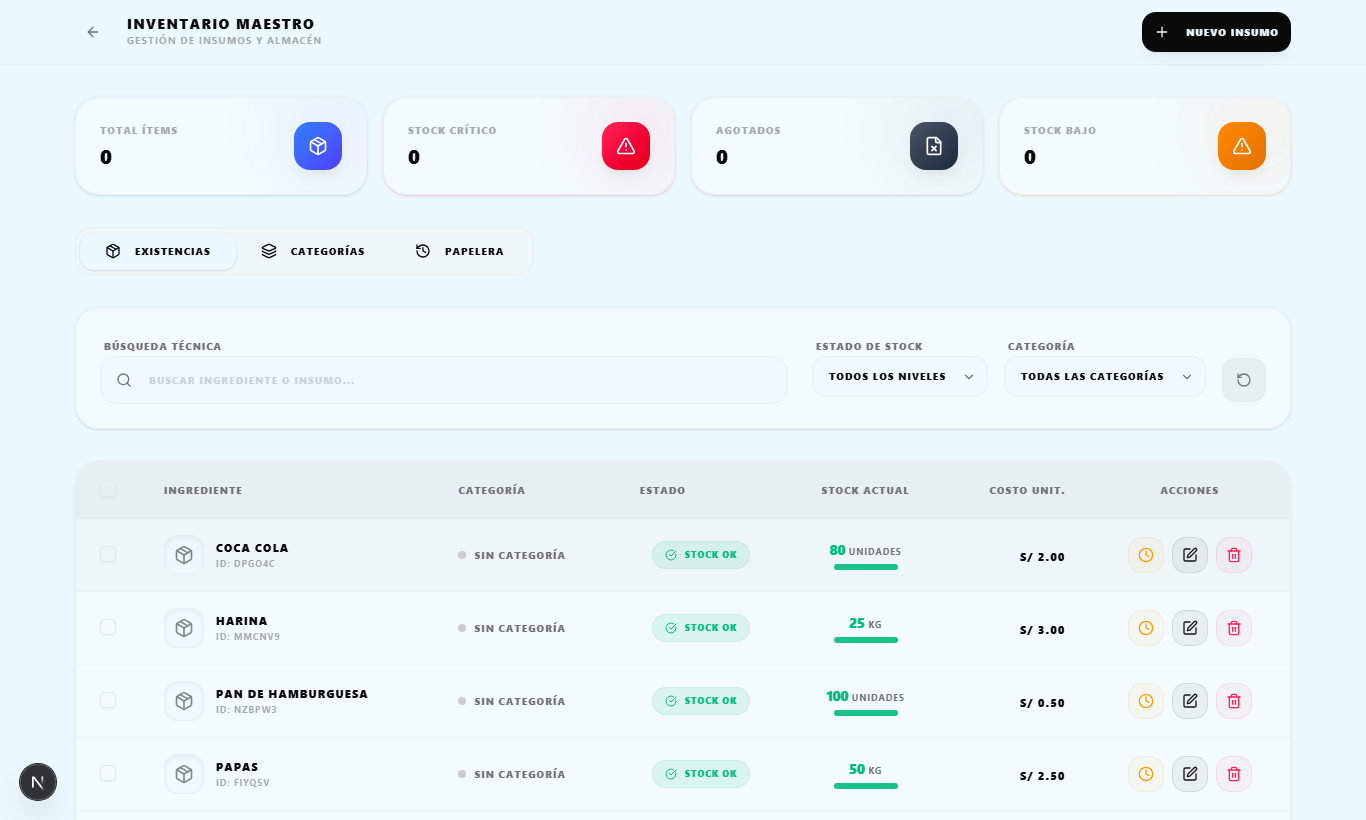 INVENTARIO MAESTRO
GESTIÓN DE INSUMOS Y ALMACÉN
NUEVO INSUMO
TOTAL ÍTEMS
0
STOCK CRÍTICO
0
AGOTADOS
0
STOCK BAJO
0
EXISTENCIAS
CATEGORÍAS
PAPELERA
BÚSQUEDA TÉCNICA
BUSCAR INGREDIENTE O INSUMO...
ESTADO DE STOCK
TODOS LOS NIVELES
CATEGORÍA
TODAS LAS CATEGORÍAS
INGREDIENTE CATEGORÍA ESTADO STOCK ACTUAL COSTO UNIT. ACCIONES
COCA COLA
ID: DPGO4C
SIN CATEGORÍA
STOCK OK
80 UNIDADES
S/ 2.00
HARINA
ID: MMCNV9
SIN CATEGORÍA
STOCK OK
25 KG
S/ 3.00
PAN DE HAMBURGUESA
ID: NZBPW3
SIN CATEGORÍA
STOCK OK
100 UNIDADES
S/ 0.50
PAPAS
ID: FIYQSV
SIN CATEGORÍA
STOCK OK
50 KG
S/ 2.50
N